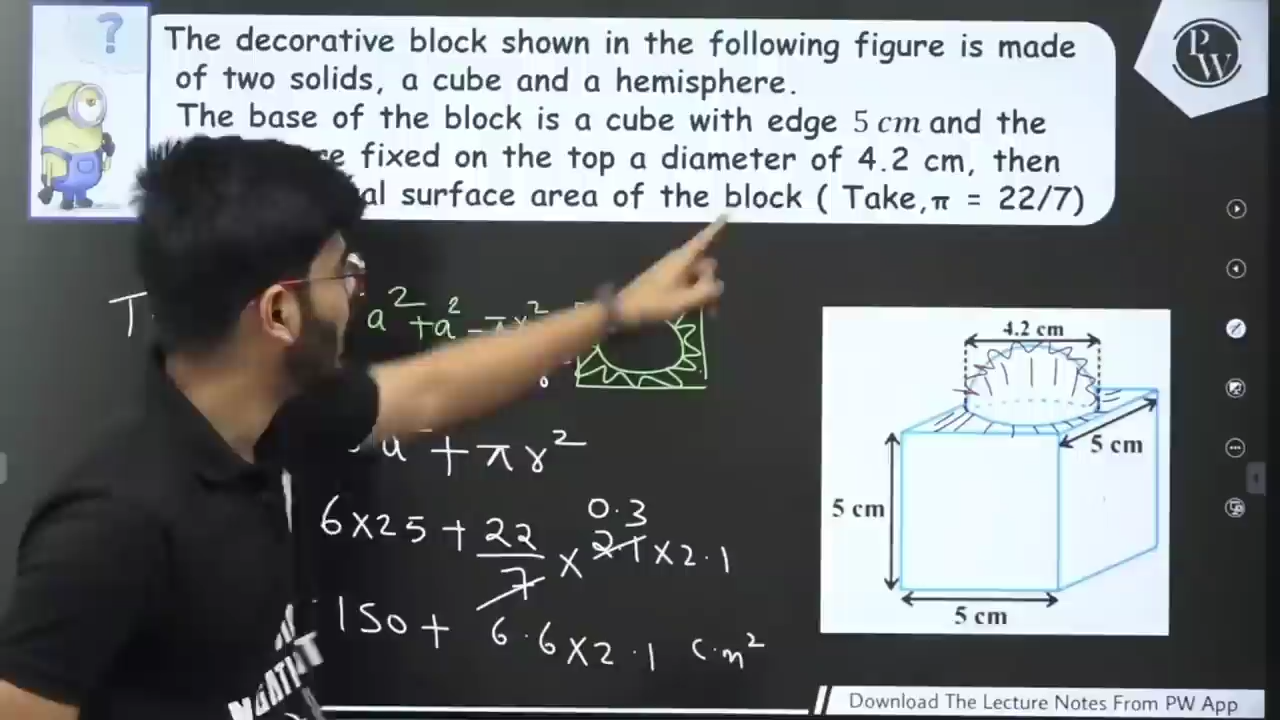 ?
The decorative block shown in the following figure is made
of two solids, a cube and a hemisphere.
The base of the block is a cube with edge 5 cm and the
fixed on the top a diameter of 4.2 cm, then
surface area of the block ( Take, π = 22/7)
PW
T
a² + a² - πr²
+ πr²
6×25 + 22/7 × 2.1 × 2.1
0.3
150 + 6.6×2.1 cm²
4.2 cm
5 cm
5 cm
5 cm
Download The Lecture Notes From PW App